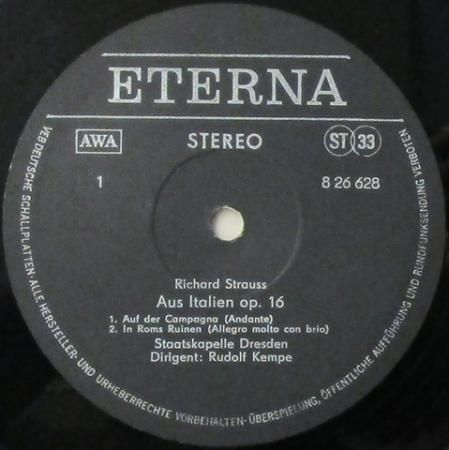 ETERNA
AWA STEREO ST 33
1 8 26 628
Richard Strauss
Aus Italien op. 16
1. Auf der Campagna (Andante)
2. In Roms Ruinen (Allegro molto con brio)
Staatskapelle Dresden
Dirigent: Rudolf Kempe
VEB DEUTSCHE SCHALLPLATTEN · ALLE HERSTELLER- UND URHEBERRECHTE VORBEHALTEN · ÜBERSPIELUNG, ÖFFENTLICHE AUFFÜHRUNG UND RUNDFUNKSENDUNG VERBOTEN